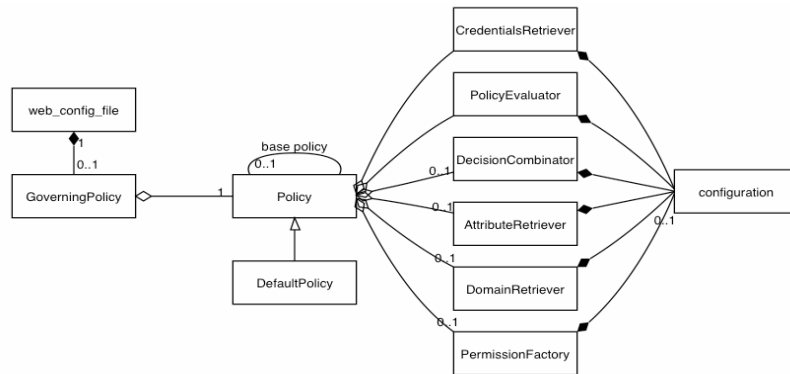 CredentialsRetriever
web_config_file
PolicyEvaluator
1
base policy
0..1
0..1
DecisionCombinator
0..1
GoverningPolicy
1
Policy
configuration
0..1
AttributeRetriever
0..1
DefaultPolicy
0..1
DomainRetriever
0..1
PermissionFactory